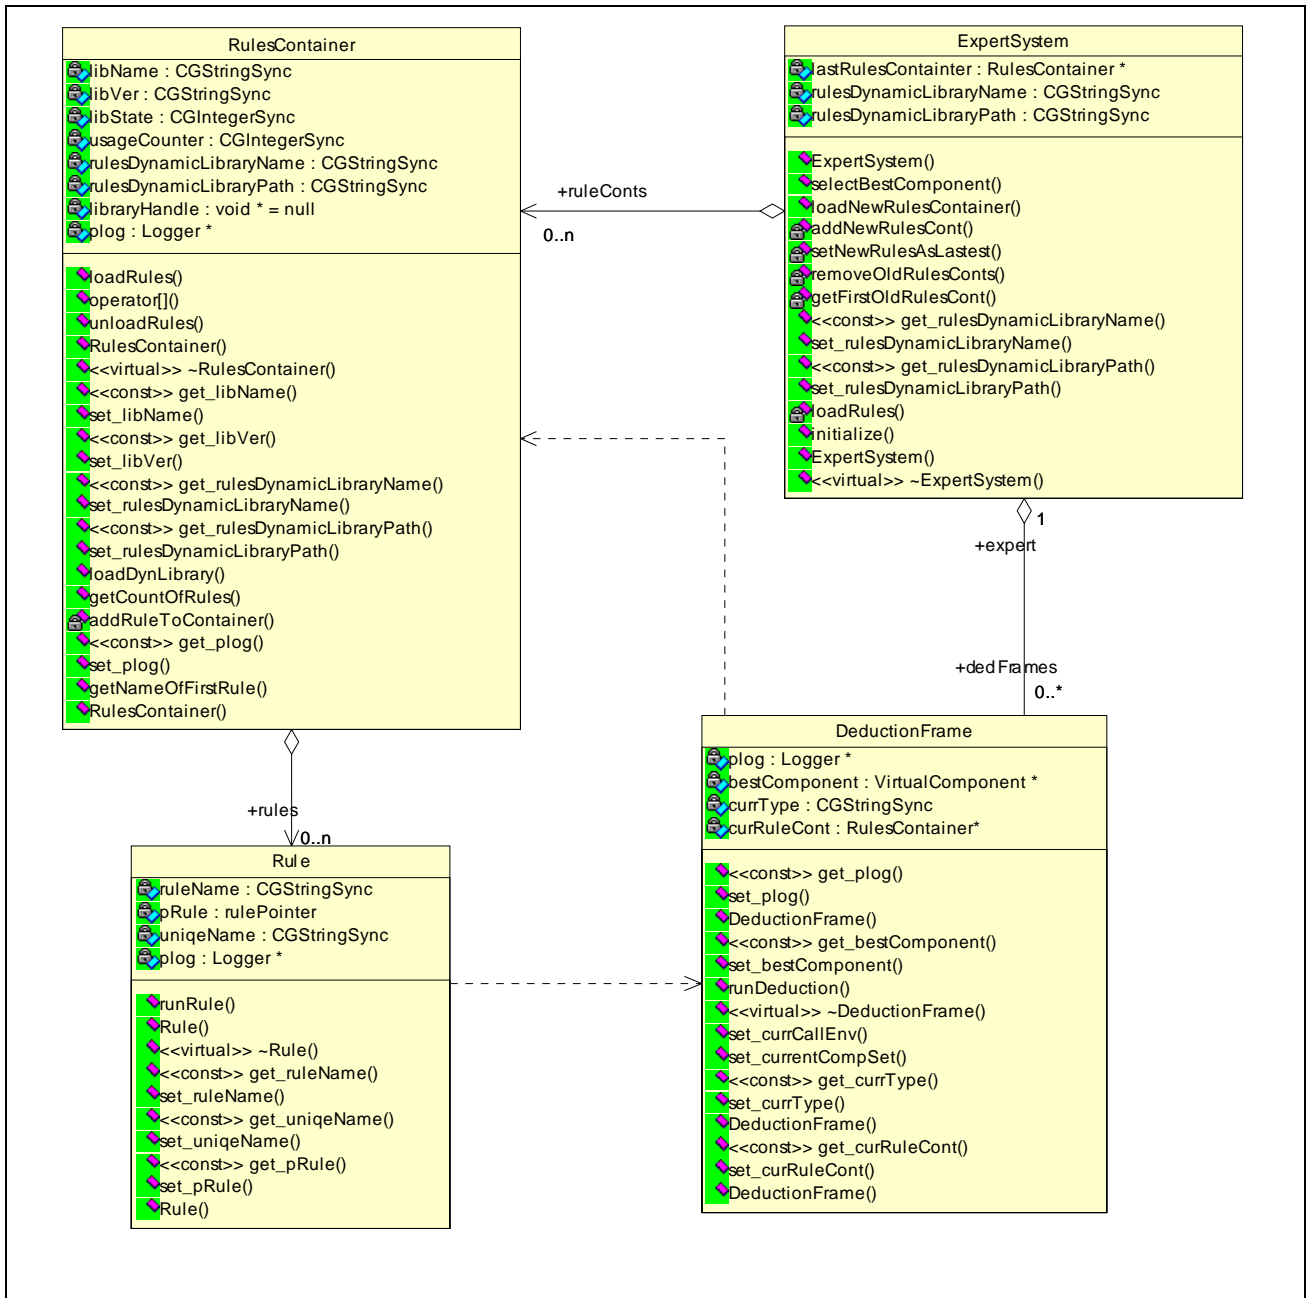 RulesContainer
libName : CGStringSync
libVer : CGStringSync
libState : CGIntegerSync
usageCounter : CGIntegerSync
rulesDynamicLibraryName : CGStringSync
rulesDynamicLibraryPath : CGStringSync
libraryHandle : void * = null
plog : Logger *
loadRules()
operator[]()
unloadRules()
RulesContainer()
<<virtual>> ~RulesContainer()
<<const>> get_libName()
set_libName()
<<const>> get_libVer()
set_libVer()
<<const>> get_rulesDynamicLibraryName()
set_rulesDynamicLibraryName()
<<const>> get_rulesDynamicLibraryPath()
set_rulesDynamicLibraryPath()
loadDynLibrary()
getCountOfRules()
addRuleToContainer()
<<const>> get_plog()
set_plog()
getNameOfFirstRule()
RulesContainer()
+ruleConts
0..n
ExpertSystem
lastRulesContainter : RulesContainer *
rulesDynamicLibraryName : CGStringSync
rulesDynamicLibraryPath : CGStringSync
ExpertSystem()
selectBestComponent()
loadNewRulesContainer()
addNewRulesCont()
setNewRulesAsLastest()
removeOldRulesConts()
getFirstOldRulesCont()
<<const>> get_rulesDynamicLibraryName()
set_rulesDynamicLibraryName()
<<const>> get_rulesDynamicLibraryPath()
set_rulesDynamicLibraryPath()
loadRules()
initialize()
ExpertSystem()
<<virtual>> ~ExpertSystem()
1
+expert
+dedFrames
0..*
+rules
0..n
Rule
ruleName : CGStringSync
pRule : rulePointer
uniqeName : CGStringSync
plog : Logger *
runRule()
Rule()
<<virtual>> ~Rule()
<<const>> get_ruleName()
set_ruleName()
<<const>> get_uniqeName()
set_uniqeName()
<<const>> get_pRule()
set_pRule()
Rule()
DeductionFrame
plog : Logger *
bestComponent : VirtualComponent *
currType : CGStringSync
curRuleCont : RulesContainer*
<<const>> get_plog()
set_plog()
DeductionFrame()
<<const>> get_bestComponent()
set_bestComponent()
runDeduction()
<<virtual>> ~DeductionFrame()
set_currCallEnv()
set_currentCompSet()
<<const>> get_currType()
set_currType()
DeductionFrame()
<<const>> get_curRuleCont()
set_curRuleCont()
DeductionFrame()